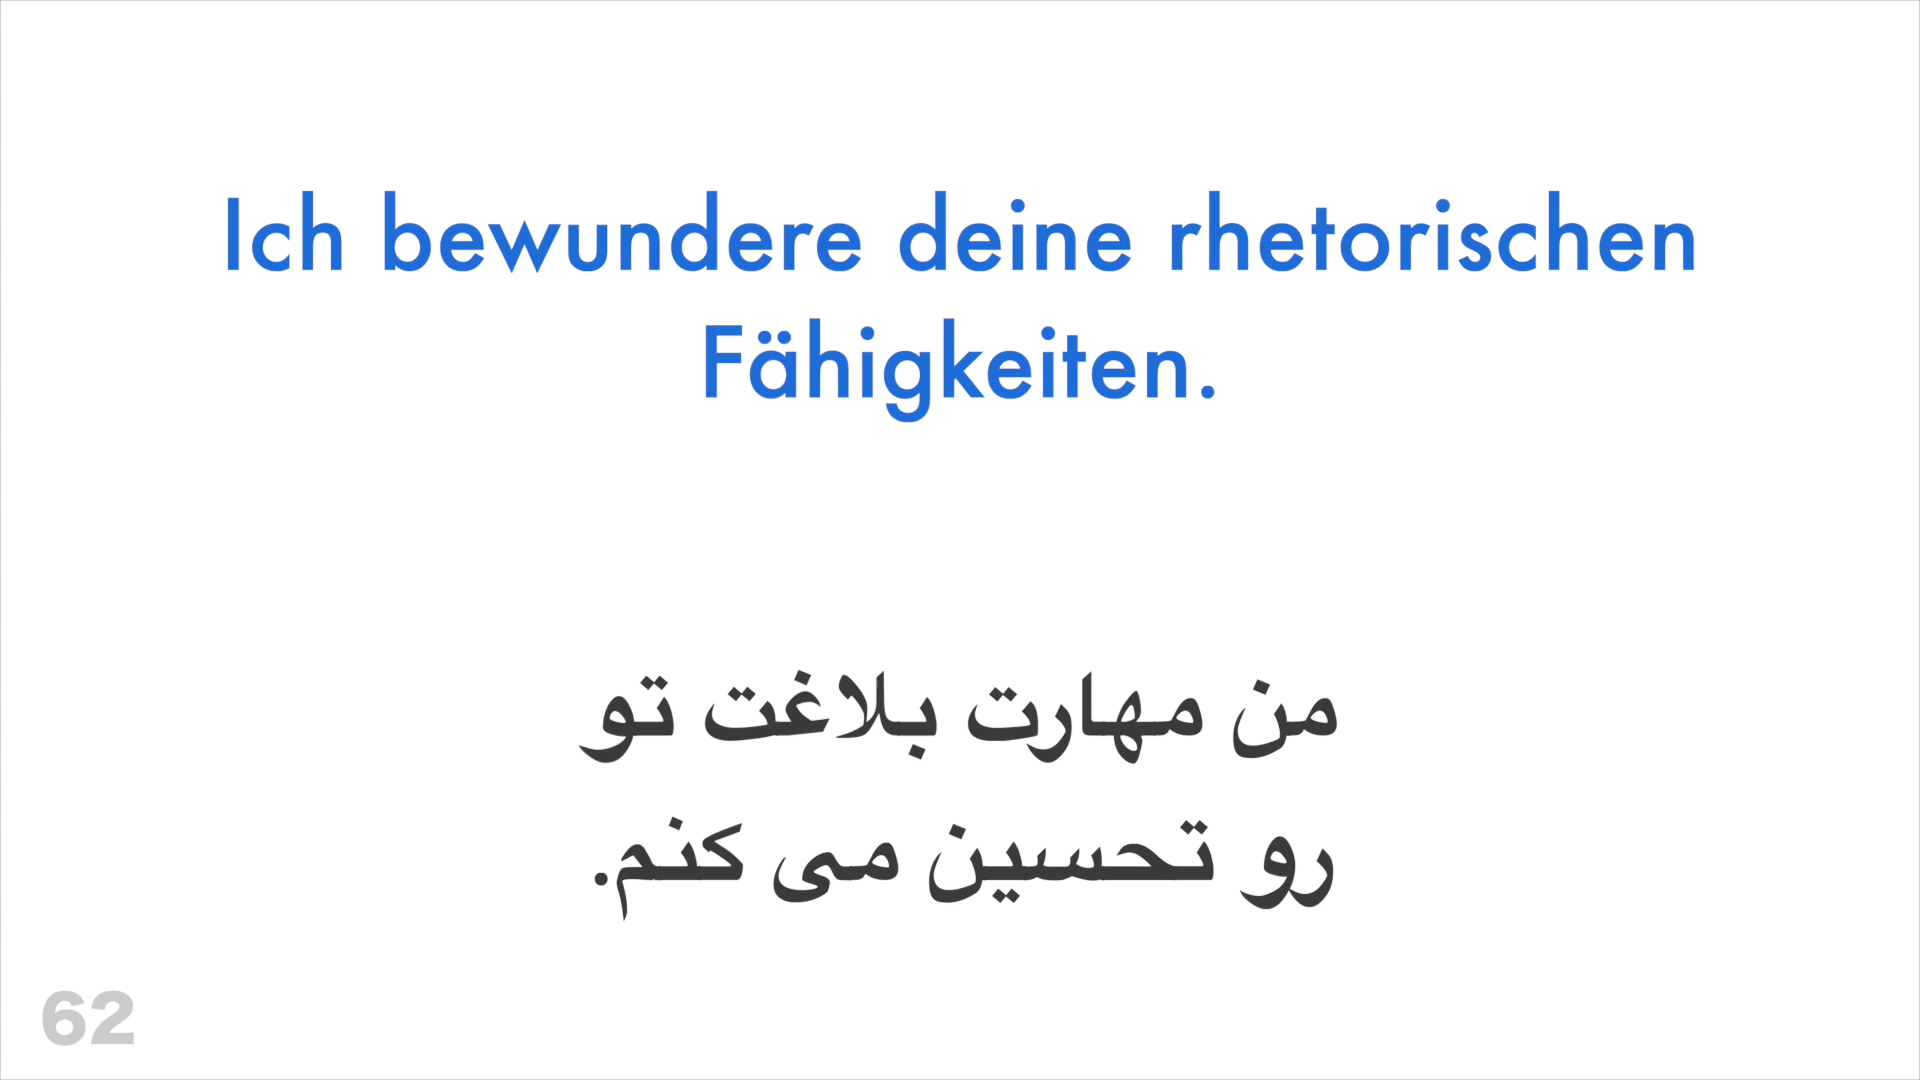 Ich bewundere deine rhetorischen
Fähigkeiten.
من مهارت بلاغت تو
رو تحسین می کنم.
62